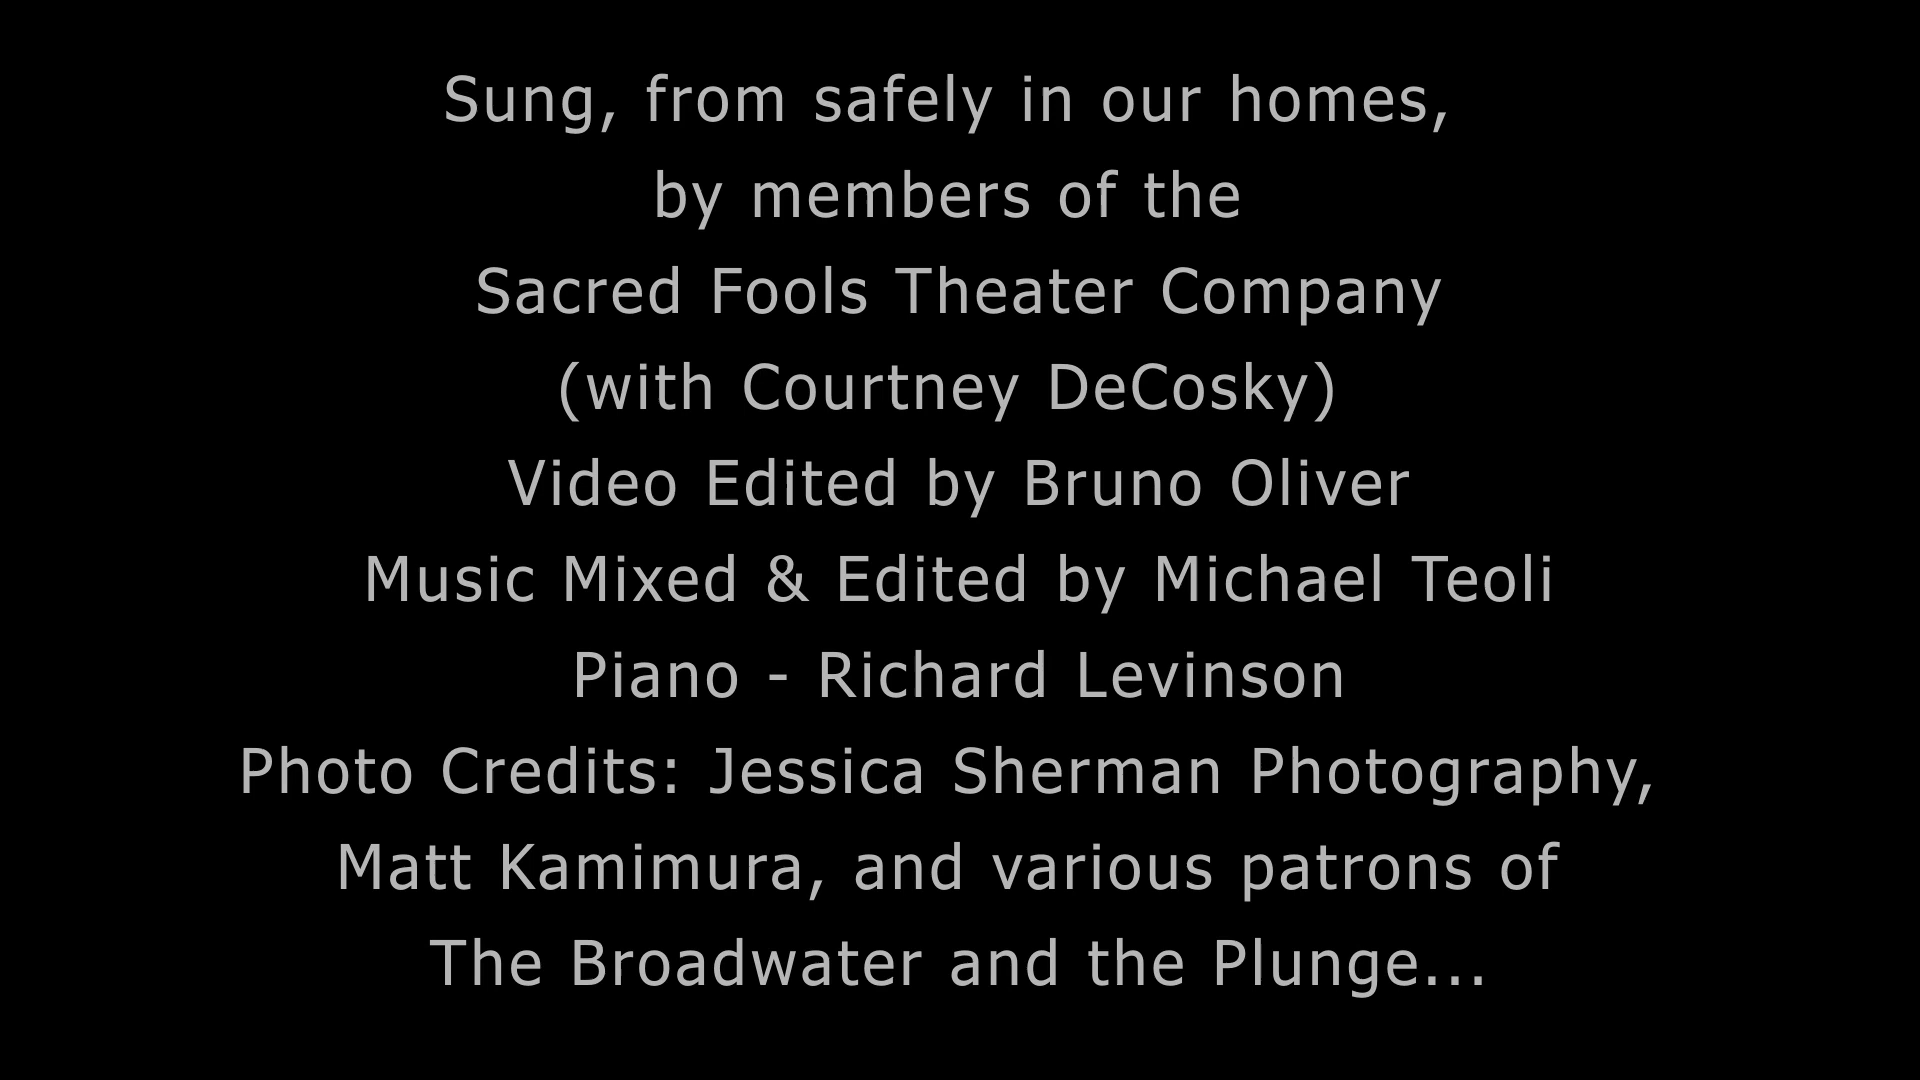 Sung, from safely in our homes,
by members of the
Sacred Fools Theater Company
(with Courtney DeCosky)
Video Edited by Bruno Oliver
Music Mixed & Edited by Michael Teoli
Piano - Richard Levinson
Photo Credits: Jessica Sherman Photography,
Matt Kamimura, and various patrons of
The Broadwater and the Plunge...